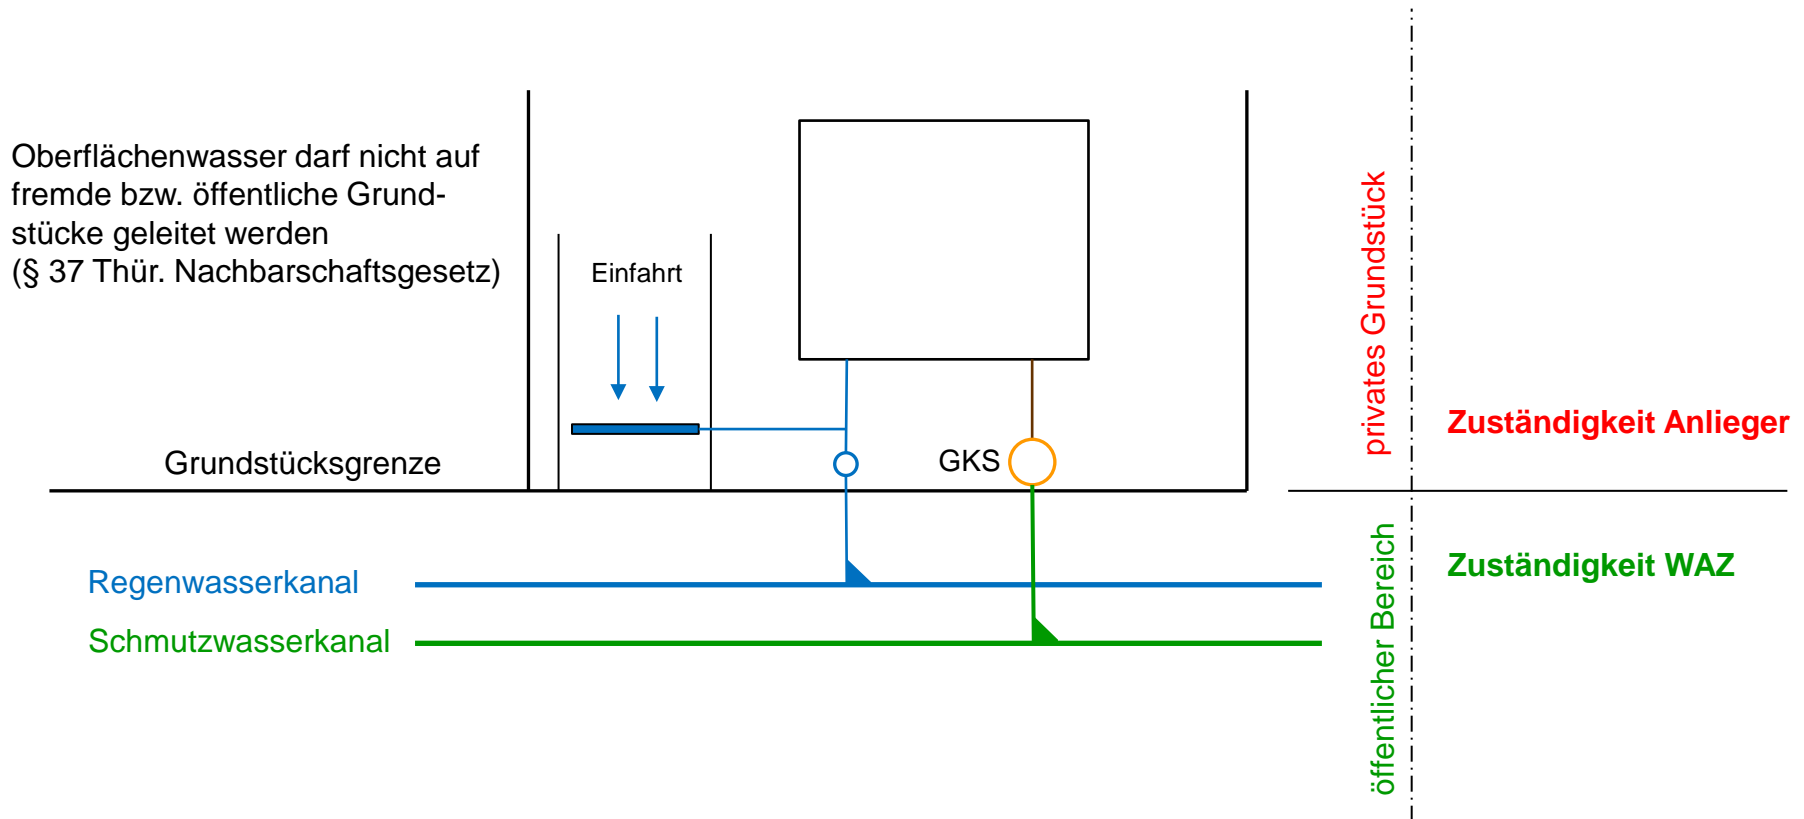 Oberflächenwasser darf nicht auf
fremde bzw. öffentliche Grund-
stücke geleitet werden
(§ 37 Thür. Nachbarschaftsgesetz)
Einfahrt
Grundstücksgrenze
GKS
privates Grundstück
Zuständigkeit Anlieger
Regenwasserkanal
Schmutzwasserkanal
öffentlicher Bereich
Zuständigkeit WAZ